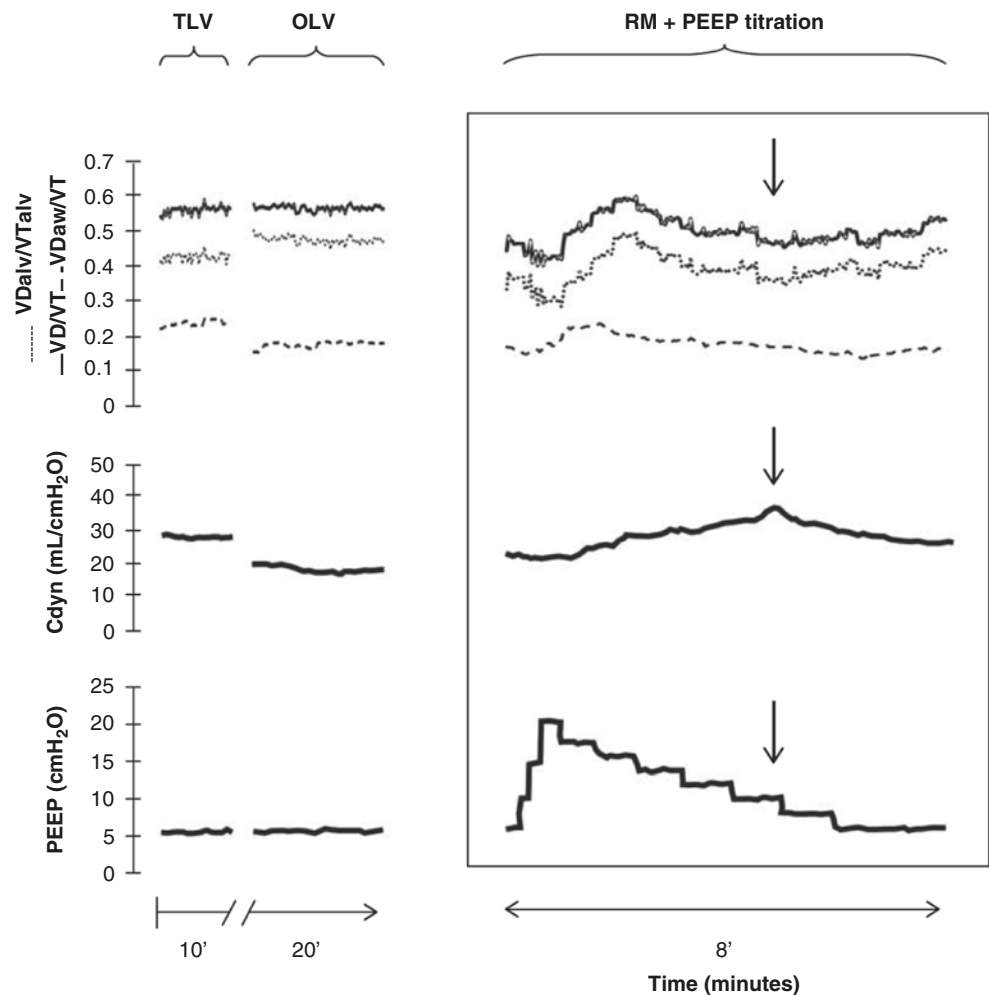 TLV
OLV
RM + PEEP titration
VDalv/VTalv
VD/VT
VDaw/VT
0.7
0.6
0.5
0.4
0.3
0.2
0.1
0
Cdyn (mL/cmH₂O)
50
40
30
20
10
0
PEEP (cmH₂O)
25
20
15
10
5
0
10’
20’
8’
Time (minutes)